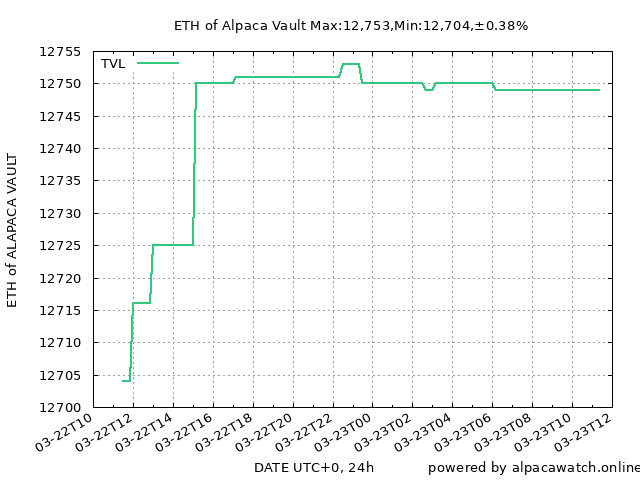 ETH of Alpaca Vault Max:12,753,Min:12,704,±0.38%
TVL
12755
12750
12745
12740
12735
12730
12725
12720
12715
12710
12705
12700
ETH of ALAPACA VAULT
03-22T10
03-22T12
03-22T14
03-22T16
03-22T18
03-22T20
03-22T22
03-23T00
03-23T02
03-23T04
03-23T06
03-23T08
03-23T10
03-23T12
DATE UTC+0, 24h
powered by alpacawatch.online